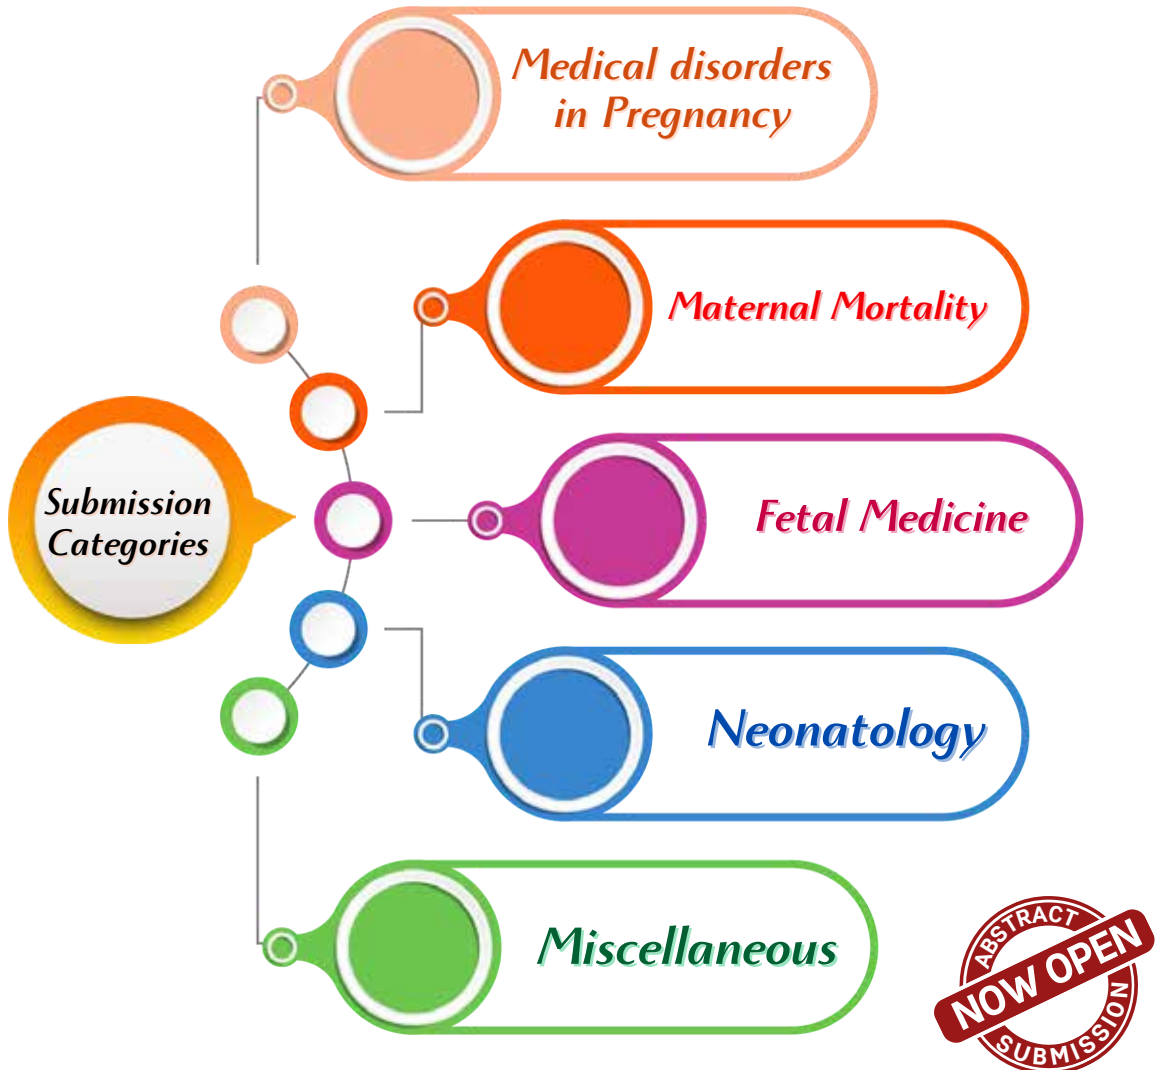 Medical disorders
in Pregnancy
Maternal Mortality
Submission
Categories
Fetal Medicine
Neonatology
Miscellaneous
ABSTRACT
NOW OPEN
SUBMISSION